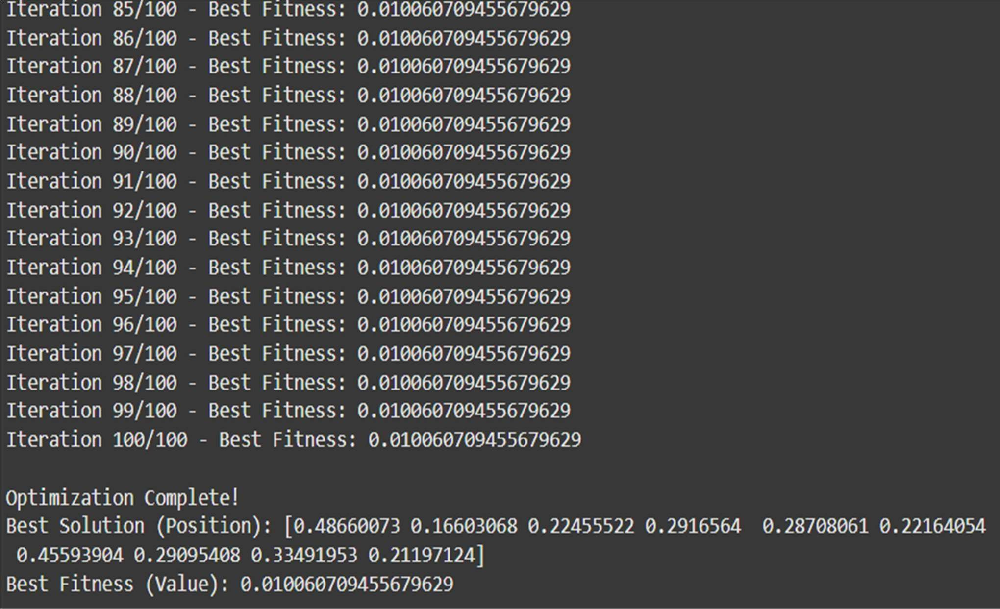 Iteration 85/100 - Best Fitness: 0.010060709455679629
Iteration 86/100 - Best Fitness: 0.010060709455679629
Iteration 87/100 - Best Fitness: 0.010060709455679629
Iteration 88/100 - Best Fitness: 0.010060709455679629
Iteration 89/100 - Best Fitness: 0.010060709455679629
Iteration 90/100 - Best Fitness: 0.010060709455679629
Iteration 91/100 - Best Fitness: 0.010060709455679629
Iteration 92/100 - Best Fitness: 0.010060709455679629
Iteration 93/100 - Best Fitness: 0.010060709455679629
Iteration 94/100 - Best Fitness: 0.010060709455679629
Iteration 95/100 - Best Fitness: 0.010060709455679629
Iteration 96/100 - Best Fitness: 0.010060709455679629
Iteration 97/100 - Best Fitness: 0.010060709455679629
Iteration 98/100 - Best Fitness: 0.010060709455679629
Iteration 99/100 - Best Fitness: 0.010060709455679629
Iteration 100/100 - Best Fitness: 0.010060709455679629

Optimization Complete!
Best Solution (Position): [0.48660073 0.16603068 0.22455522 0.2916564  0.28708061 0.22164054
 0.45593904 0.29095408 0.33491953 0.21197124]
Best Fitness (Value): 0.010060709455679629